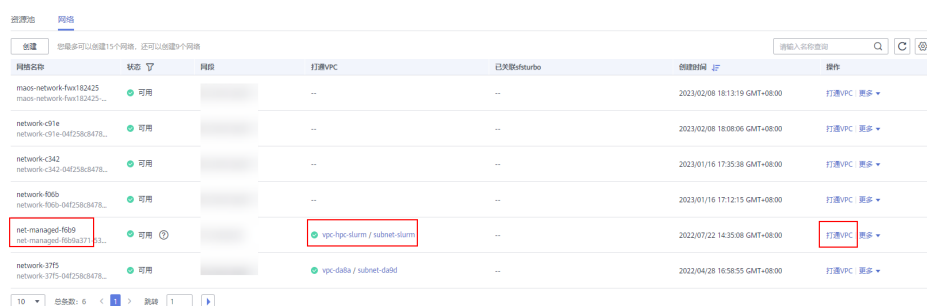 资源池 网络
创建 您最多可以创建15个网络，还可以创建9个网络 请输入名称查询
网络名称 状态 网段 打通VPC 已关联sfsturbo 创建时间 操作
maos-network-fwx182425 可用 -- -- 2023/02/08 18:13:19 GMT+08:00 打通VPC 更多
maos-network-fwx182425-...
network-c91e 可用 -- -- 2023/02/08 18:08:06 GMT+08:00 打通VPC 更多
network-c91e-04f258c8478...
network-c342 可用 -- -- 2023/01/16 17:35:38 GMT+08:00 打通VPC 更多
network-c342-04f258c8478...
network-f06b 可用 -- -- 2023/01/16 17:12:15 GMT+08:00 打通VPC 更多
network-f06b-04f258c8478...
net-managed-f6b9 可用 vpc-hpc-slurm / subnet-slurm -- 2022/07/22 14:35:08 GMT+08:00 打通VPC 更多
net-managed-f6b9a371-53...
network-37f5 可用 vpc-da8a / subnet-da9d -- 2022/04/28 16:58:55 GMT+08:00 打通VPC 更多
network-37f5-04f258c8478...
10 总条数：6 < 1 > 跳转 1